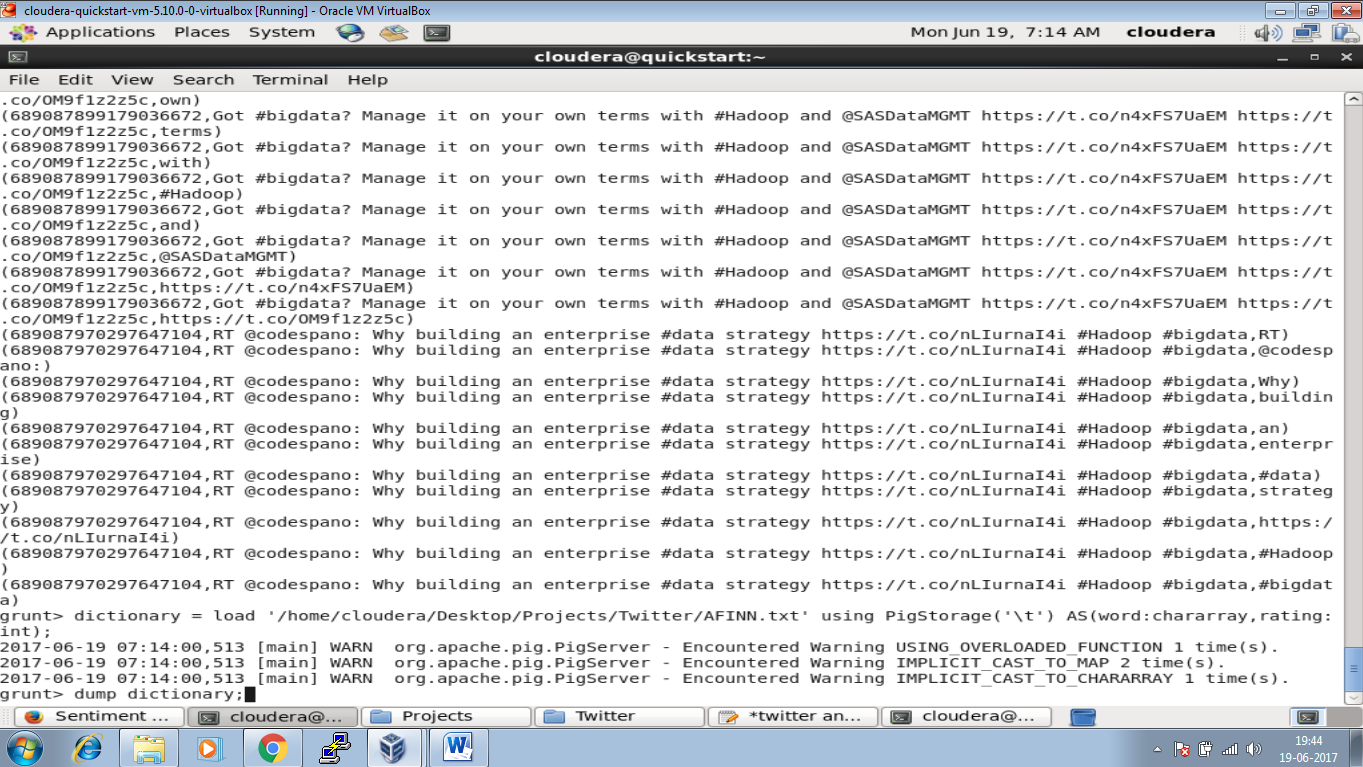 cloudera-quickstart-vm-5.10.0-0-virtualbox [Running] - Oracle VM VirtualBox
Applications Places System Mon Jun 19, 7:14 AM cloudera
cloudera@quickstart:~
File Edit View Search Terminal Help
.co/OM9f1z2z5c,own)
(689087899179036672,Got #bigdata? Manage it on your own terms with #Hadoop and @SASDataMGMT https://t.co/n4xFS7UaEM https://t
.co/OM9f1z2z5c,terms)
(689087899179036672,Got #bigdata? Manage it on your own terms with #Hadoop and @SASDataMGMT https://t.co/n4xFS7UaEM https://t
.co/OM9f1z2z5c,with)
(689087899179036672,Got #bigdata? Manage it on your own terms with #Hadoop and @SASDataMGMT https://t.co/n4xFS7UaEM https://t
.co/OM9f1z2z5c,#Hadoop)
(689087899179036672,Got #bigdata? Manage it on your own terms with #Hadoop and @SASDataMGMT https://t.co/n4xFS7UaEM https://t
.co/OM9f1z2z5c,and)
(689087899179036672,Got #bigdata? Manage it on your own terms with #Hadoop and @SASDataMGMT https://t.co/n4xFS7UaEM https://t
.co/OM9f1z2z5c,@SASDataMGMT)
(689087899179036672,Got #bigdata? Manage it on your own terms with #Hadoop and @SASDataMGMT https://t.co/n4xFS7UaEM https://t
.co/OM9f1z2z5c,https://t.co/n4xFS7UaEM)
(689087899179036672,Got #bigdata? Manage it on your own terms with #Hadoop and @SASDataMGMT https://t.co/n4xFS7UaEM https://t
.co/OM9f1z2z5c,https://t.co/OM9f1z2z5c)
(689087970297647104,RT @codespano: Why building an enterprise #data strategy https://t.co/nLIurnaI4i #Hadoop #bigdata,RT)
(689087970297647104,RT @codespano: Why building an enterprise #data strategy https://t.co/nLIurnaI4i #Hadoop #bigdata,@codesp
ano:)
(689087970297647104,RT @codespano: Why building an enterprise #data strategy https://t.co/nLIurnaI4i #Hadoop #bigdata,Why)
(689087970297647104,RT @codespano: Why building an enterprise #data strategy https://t.co/nLIurnaI4i #Hadoop #bigdata,buildin
g)
(689087970297647104,RT @codespano: Why building an enterprise #data strategy https://t.co/nLIurnaI4i #Hadoop #bigdata,an)
(689087970297647104,RT @codespano: Why building an enterprise #data strategy https://t.co/nLIurnaI4i #Hadoop #bigdata,enterpr
ise)
(689087970297647104,RT @codespano: Why building an enterprise #data strategy https://t.co/nLIurnaI4i #Hadoop #bigdata,#data)
(689087970297647104,RT @codespano: Why building an enterprise #data strategy https://t.co/nLIurnaI4i #Hadoop #bigdata,strateg
y)
(689087970297647104,RT @codespano: Why building an enterprise #data strategy https://t.co/nLIurnaI4i #Hadoop #bigdata,https:/
/t.co/nLIurnaI4i)
(689087970297647104,RT @codespano: Why building an enterprise #data strategy https://t.co/nLIurnaI4i #Hadoop #bigdata,#Hadoop
)
(689087970297647104,RT @codespano: Why building an enterprise #data strategy https://t.co/nLIurnaI4i #Hadoop #bigdata,#bigdat
a)
grunt> dictionary = load '/home/cloudera/Desktop/Projects/Twitter/AFINN.txt' using PigStorage('\t') AS(word:chararray,rating:
int);
2017-06-19 07:14:00,513 [main] WARN  org.apache.pig.PigServer - Encountered Warning USING_OVERLOADED_FUNCTION 1 time(s).
2017-06-19 07:14:00,513 [main] WARN  org.apache.pig.PigServer - Encountered Warning IMPLICIT_CAST_TO_MAP 2 time(s).
2017-06-19 07:14:00,513 [main] WARN  org.apache.pig.PigServer - Encountered Warning IMPLICIT_CAST_TO_CHARARRAY 1 time(s).
grunt> dump dictionary;
Sentiment ... cloudera@... Projects Twitter *twitter an... cloudera@...
19:44
19-06-2017